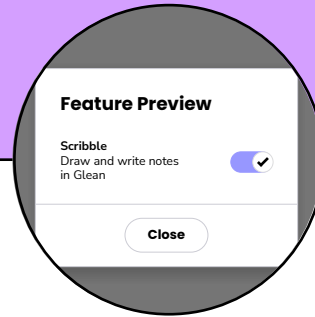 Feature Preview
Scribble
Draw and write notes
in Glean
Close